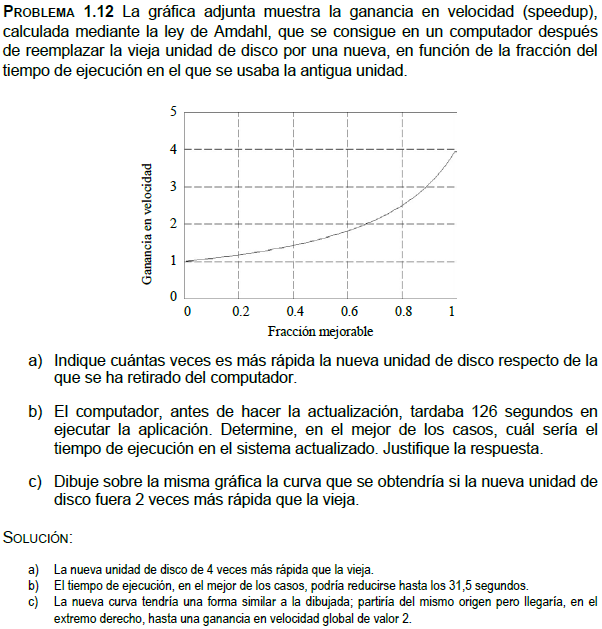 PROBLEMA 1.12 La gráfica adjunta muestra la ganancia en velocidad (speedup),
calculada mediante la ley de Amdahl, que se consigue en un computador después
de reemplazar la vieja unidad de disco por una nueva, en función de la fracción del
tiempo de ejecución en el que se usaba la antigua unidad.
5
4
3
2
1
0
Ganancia en velocidad
0 0.2 0.4 0.6 0.8 1
Fracción mejorable
a) Indique cuántas veces es más rápida la nueva unidad de disco respecto de la
que se ha retirado del computador.
b) El computador, antes de hacer la actualización, tardaba 126 segundos en
ejecutar la aplicación. Determine, en el mejor de los casos, cuál sería el
tiempo de ejecución en el sistema actualizado. Justifique la respuesta.
c) Dibuje sobre la misma gráfica la curva que se obtendría si la nueva unidad de
disco fuera 2 veces más rápida que la vieja.
SOLUCIÓN:
a) La nueva unidad de disco de 4 veces más rápida que la vieja.
b) El tiempo de ejecución, en el mejor de los casos, podría reducirse hasta los 31,5 segundos.
c) La nueva curva tendría una forma similar a la dibujada; partiría del mismo origen pero llegaría, en el
extremo derecho, hasta una ganancia en velocidad global de valor 2.